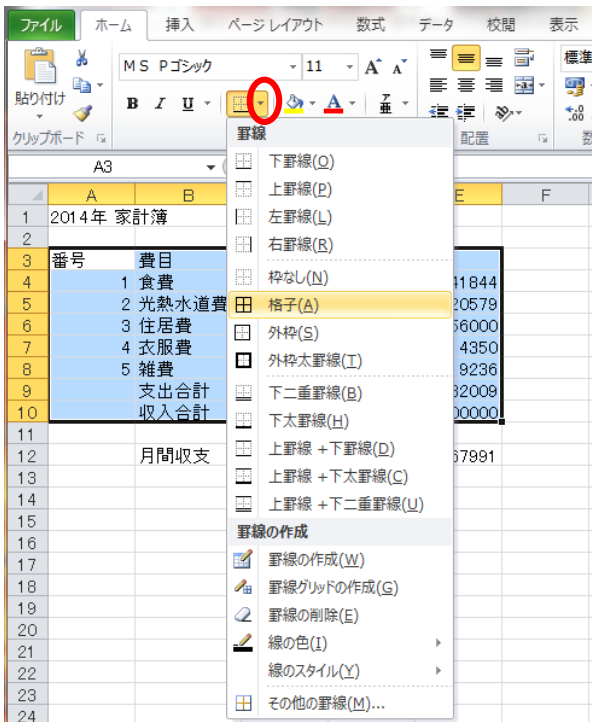 ファイル ホーム 挿入 ページ レイアウト 数式 データ 校閲 表示
貼り付け
MS Pゴシック 11 A A
標準
B I U A 亜
.00
クリップボード 配置 数
A3
A B E F
罫線
下罫線(O)
上罫線(P)
左罫線(L)
右罫線(R)
枠なし(N)
格子(A)
外枠(S)
外枠太罫線(T)
下二重罫線(B)
下太罫線(H)
上罫線 +下罫線(D)
上罫線 +下太罫線(C)
上罫線 +下二重罫線(U)
罫線の作成
罫線の作成(W)
罫線グリッドの作成(G)
罫線の削除(E)
線の色(I)
線のスタイル(Y)
その他の罫線(M)...
1 2014年 家計簿
2
3 番号 費目
4 1 食費 41844
5 2 光熱水道費 20579
6 3 住居費 56000
7 4 衣服費 4350
8 5 雑費 9236
9 支出合計 32009
10 収入合計 00000
11
12 月間収支 67991
13
14
15
16
17
18
19
20
21
22
23
24